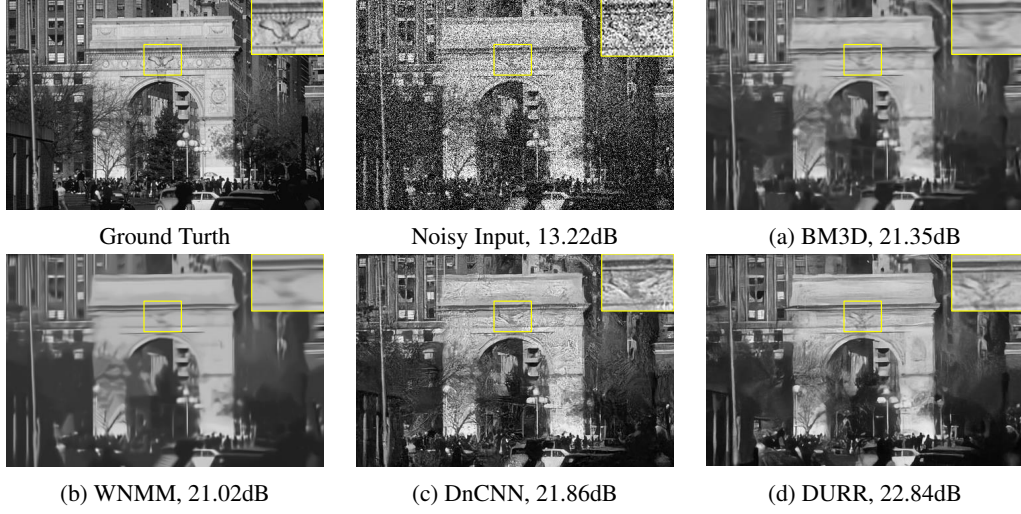 Ground Turth
Noisy Input, 13.22dB
(a) BM3D, 21.35dB
(b) WNMM, 21.02dB
(c) DnCNN, 21.86dB
(d) DURR, 22.84dB